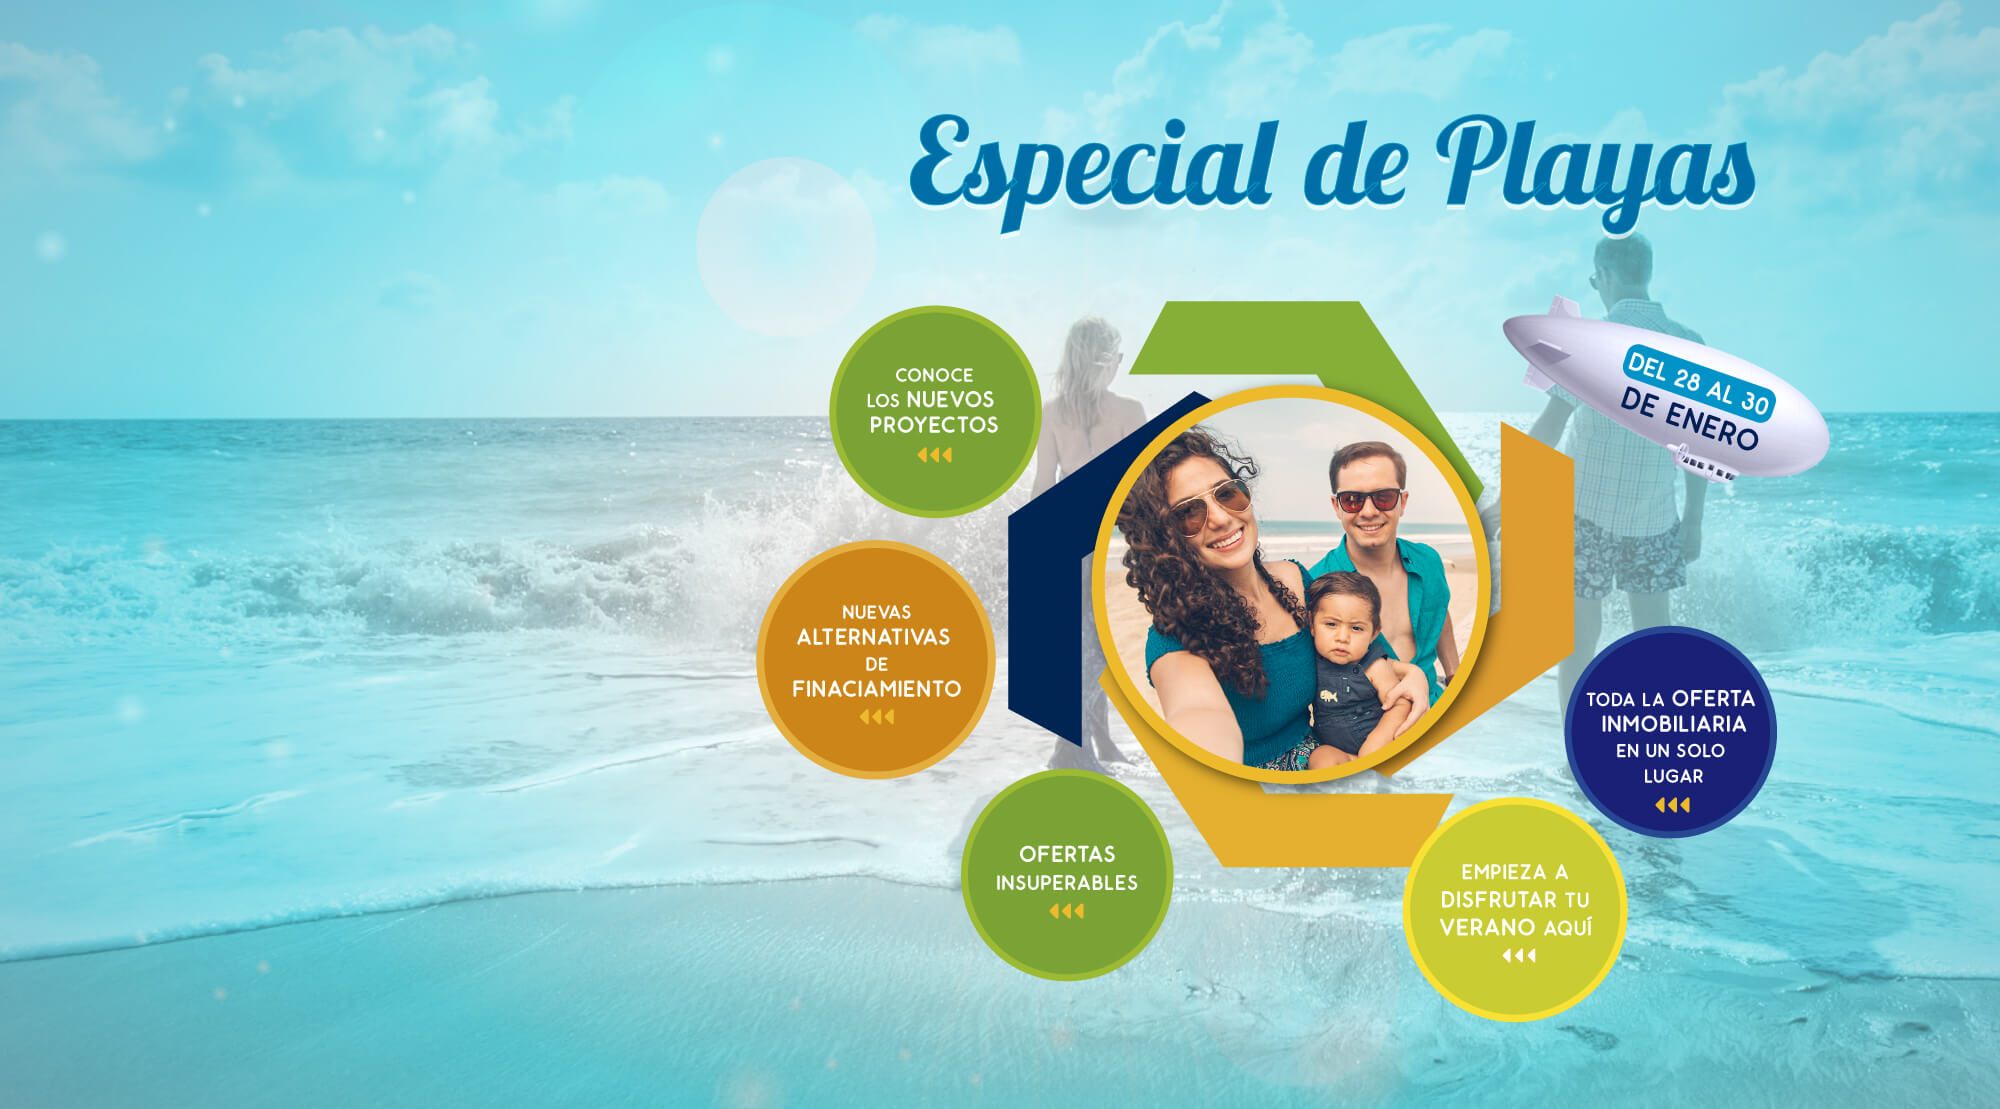 Especial de Playas
DEL 28 AL 30
DE ENERO
CONOCE
LOS NUEVOS
PROYECTOS
NUEVAS
ALTERNATIVAS
DE
FINACIAMIENTO
OFERTAS
INSUPERABLES
EMPIEZA A
DISFRUTAR TU
VERANO AQUÍ
TODA LA OFERTA
INMOBILIARIA
EN UN SOLO
LUGAR